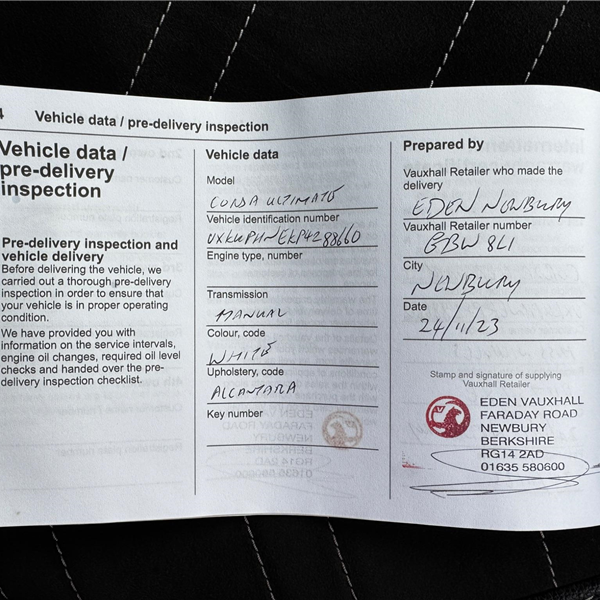 4 Vehicle data / pre-delivery inspection
Vehicle data /
pre-delivery
inspection
Pre-delivery inspection and
vehicle delivery
Before delivering the vehicle, we
carried out a thorough pre-delivery
inspection in order to ensure that
your vehicle is in proper operating
condition.
We have provided you with
information on the service intervals,
engine oil changes, required oil level
checks and handed over the pre-
delivery inspection checklist.
Vehicle data
Model
CORSA ULTIMATE
Vehicle identification number
Engine type, number
Transmission
MANUAL
Colour, code
WHITE
Upholstery, code
ALCANTARA
Key number
Prepared by
Vauxhall Retailer who made the
delivery
EDEN NEWBURY
Vauxhall Retailer number
City
NEWBURY
Date
24/11/23
Stamp and signature of supplying
Vauxhall Retailer
EDEN VAUXHALL
FARADAY ROAD
NEWBURY
BERKSHIRE
RG14 2AD
01635 580600